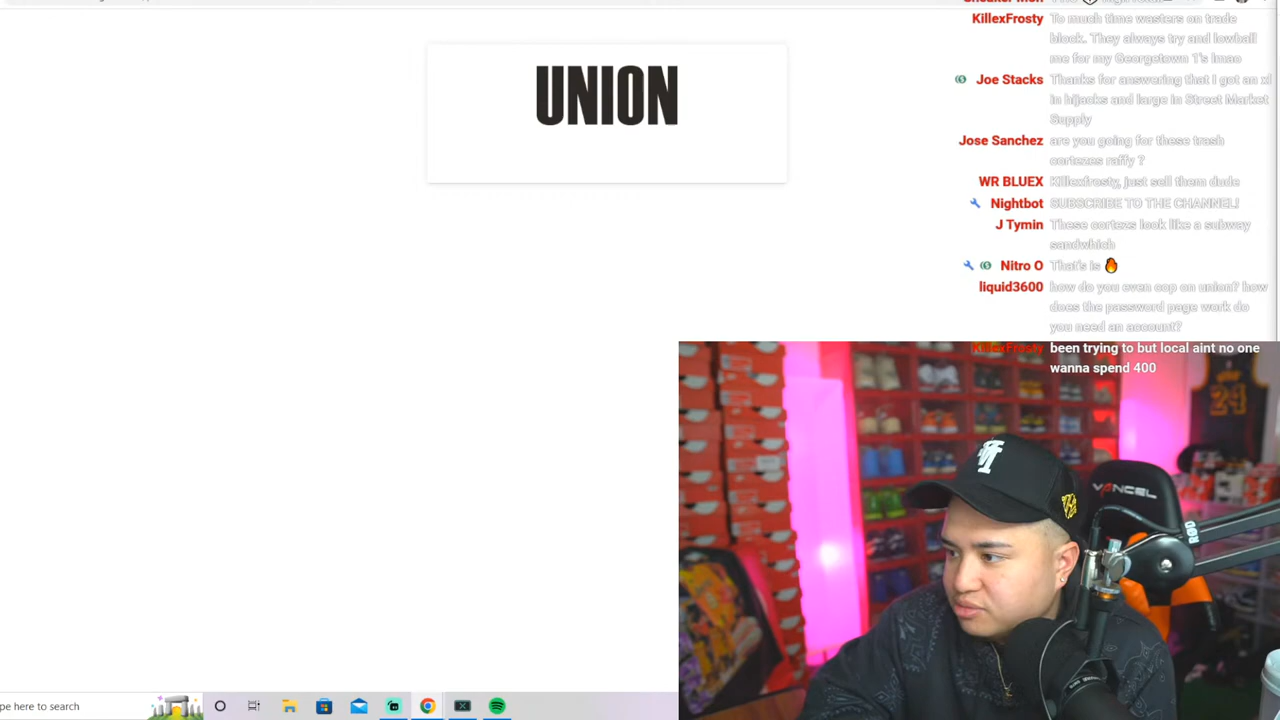 UNION
KillexFrosty To much time wasters on trade
block. They always try and lowball
me for my Georgetown 1's lmao
Joe Stacks Thanks for answering that I got an xl
in hijacks and large in Street Market
Supply
Jose Sanchez are you going for these trash
cortezes raffy ?
WR BLUEX Killexfrosty, just sell them dude
Nightbot SUBSCRIBE TO THE CHANNEL!
J Tymin These cortezs look like a subway
sandwhich
Nitro O That's is
liquid3600 how do you even cop on union? how
does the password page work do
you need an account?
KillexFrosty been trying to but local aint no one
wanna spend 400
24
RØD
pe here to search